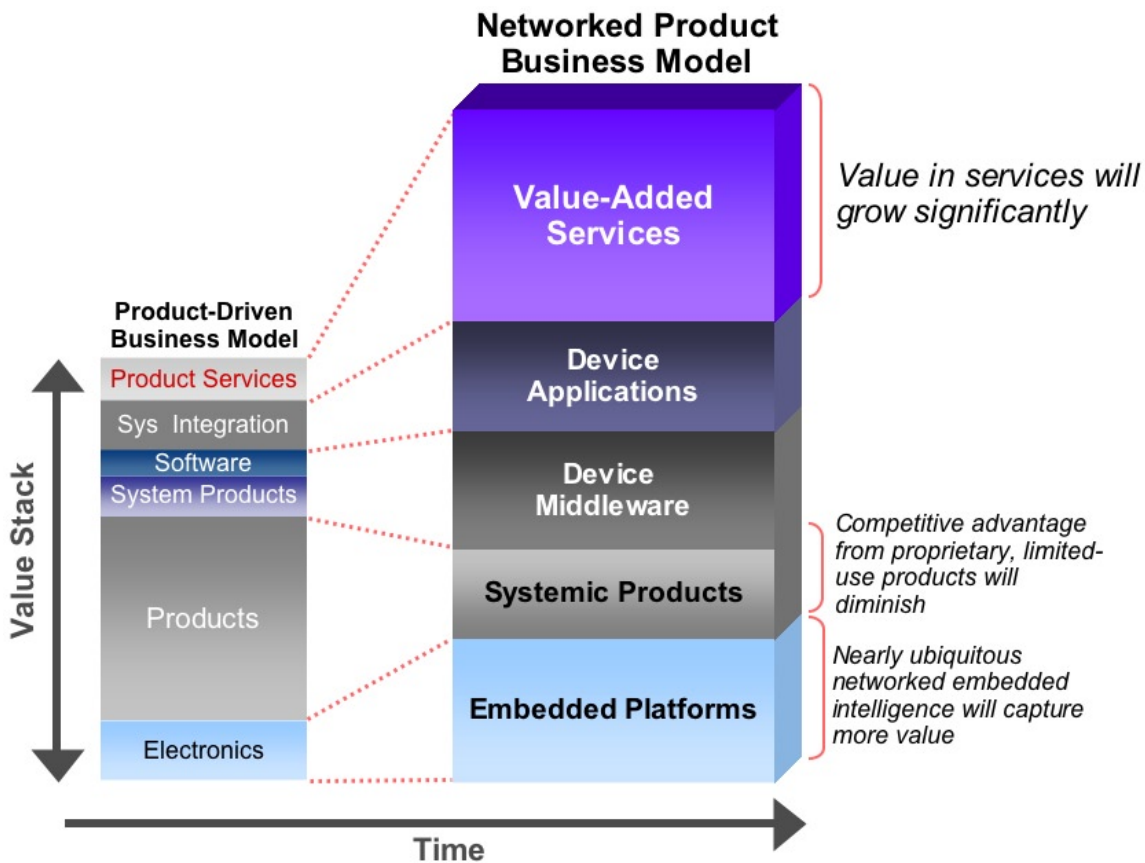 Networked Product
Business Model
Value-Added
Services
Value in services will
grow significantly
Product-Driven
Business Model
Product Services
Sys Integration
Software
System Products
Products
Electronics
Device
Applications
Device
Middleware
Systemic Products
Embedded Platforms
Competitive advantage
from proprietary, limited-
use products will
diminish
Nearly ubiquitous
networked embedded
intelligence will capture
more value
Value Stack
Time